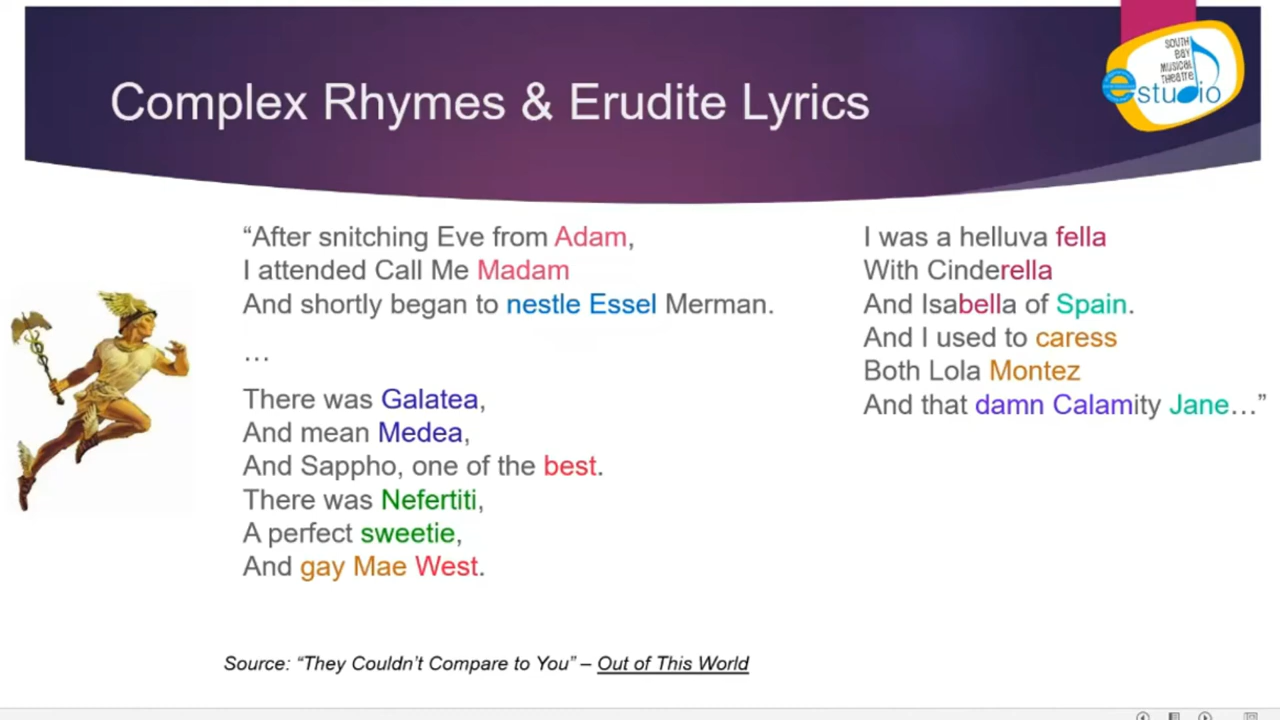 Complex Rhymes & Erudite Lyrics
SOUTH
BAY
MUSICAL
THEATRE
estudio
“After snitching Eve from Adam,
I attended Call Me Madam
And shortly began to nestle Essel Merman.
…
There was Galatea,
And mean Medea,
And Sappho, one of the best.
There was Nefertiti,
A perfect sweetie,
And gay Mae West.
I was a helluva fella
With Cinderella
And Isabella of Spain.
And I used to caress
Both Lola Montez
And that damn Calamity Jane…”
Source: “They Couldn’t Compare to You” – Out of This World